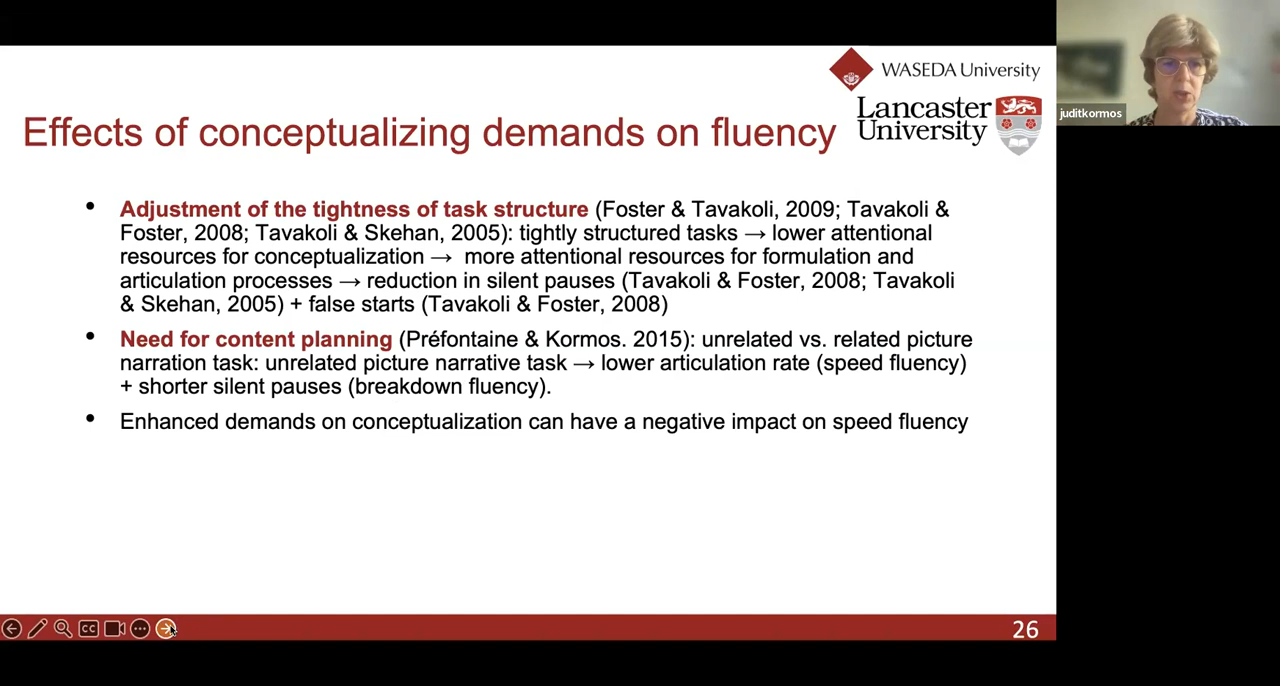 WASEDA University
Lancaster
University
Effects of conceptualizing demands on fluency
juditkormos
• Adjustment of the tightness of task structure (Foster & Tavakoli, 2009; Tavakoli &
Foster, 2008; Tavakoli & Skehan, 2005): tightly structured tasks → lower attentional
resources for conceptualization → more attentional resources for formulation and
articulation processes → reduction in silent pauses (Tavakoli & Foster, 2008; Tavakoli
& Skehan, 2005) + false starts (Tavakoli & Foster, 2008)
• Need for content planning (Préfontaine & Kormos. 2015): unrelated vs. related picture
narration task: unrelated picture narrative task → lower articulation rate (speed fluency)
+ shorter silent pauses (breakdown fluency).
• Enhanced demands on conceptualization can have a negative impact on speed fluency
CC
26